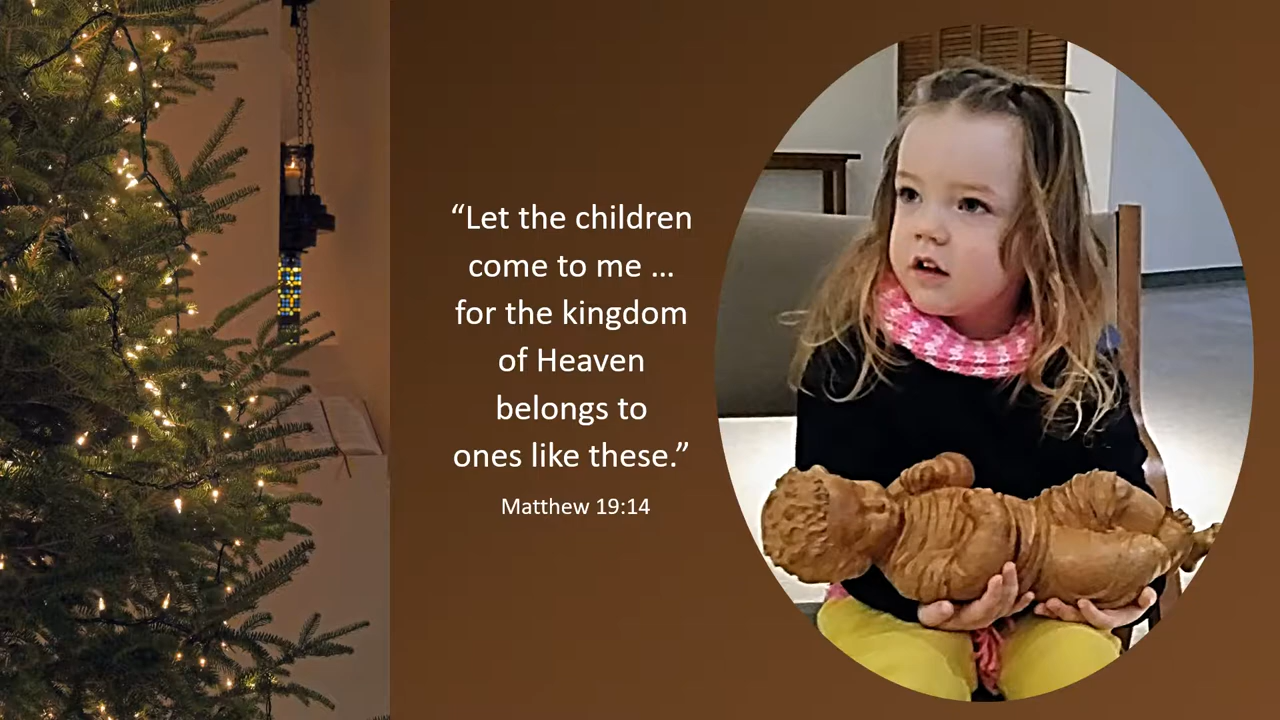 “Let the children
come to me ...
for the kingdom
of Heaven
belongs to
ones like these.”
Matthew 19:14